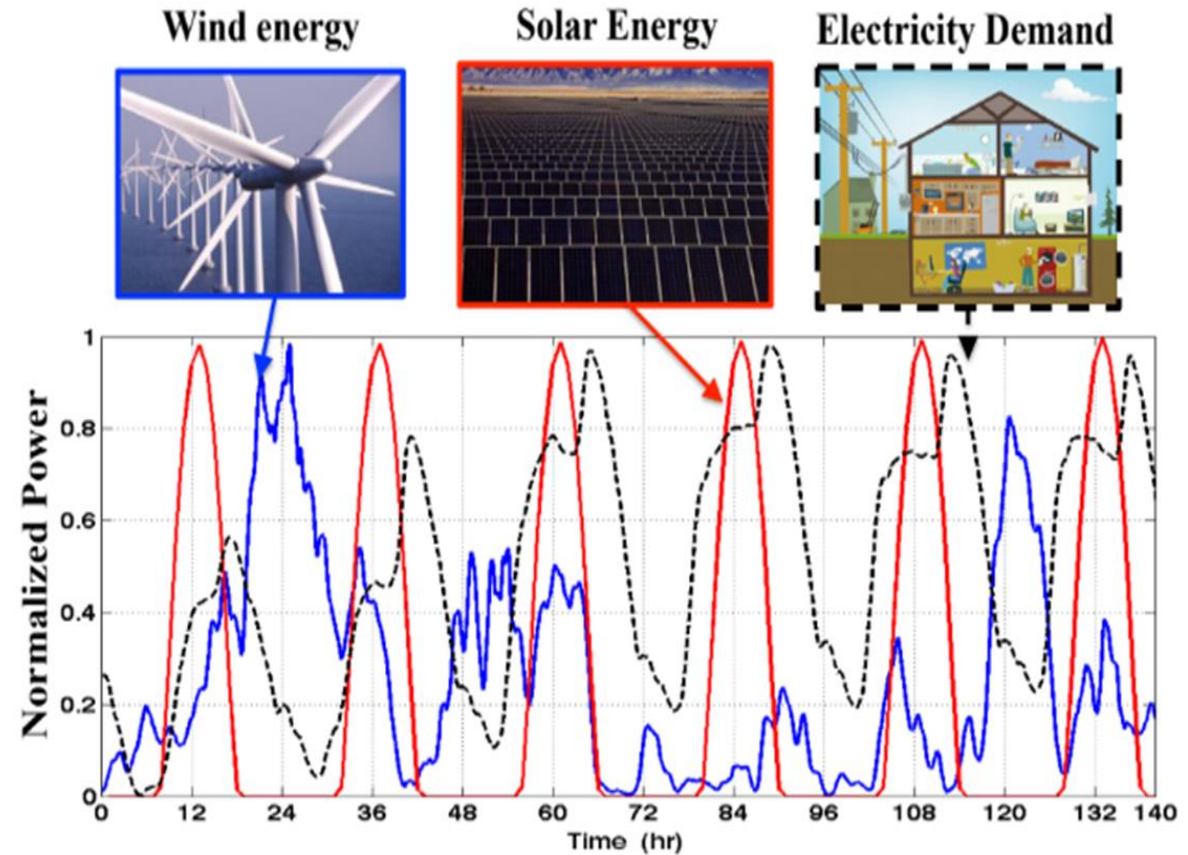 Wind energy
Solar Energy
Electricity Demand
1
0.8
0.6
0.4
0.2
0
Normalized Power
0 12 24 36 48 60 72 84 96 108 120 132 140
Time (hr)